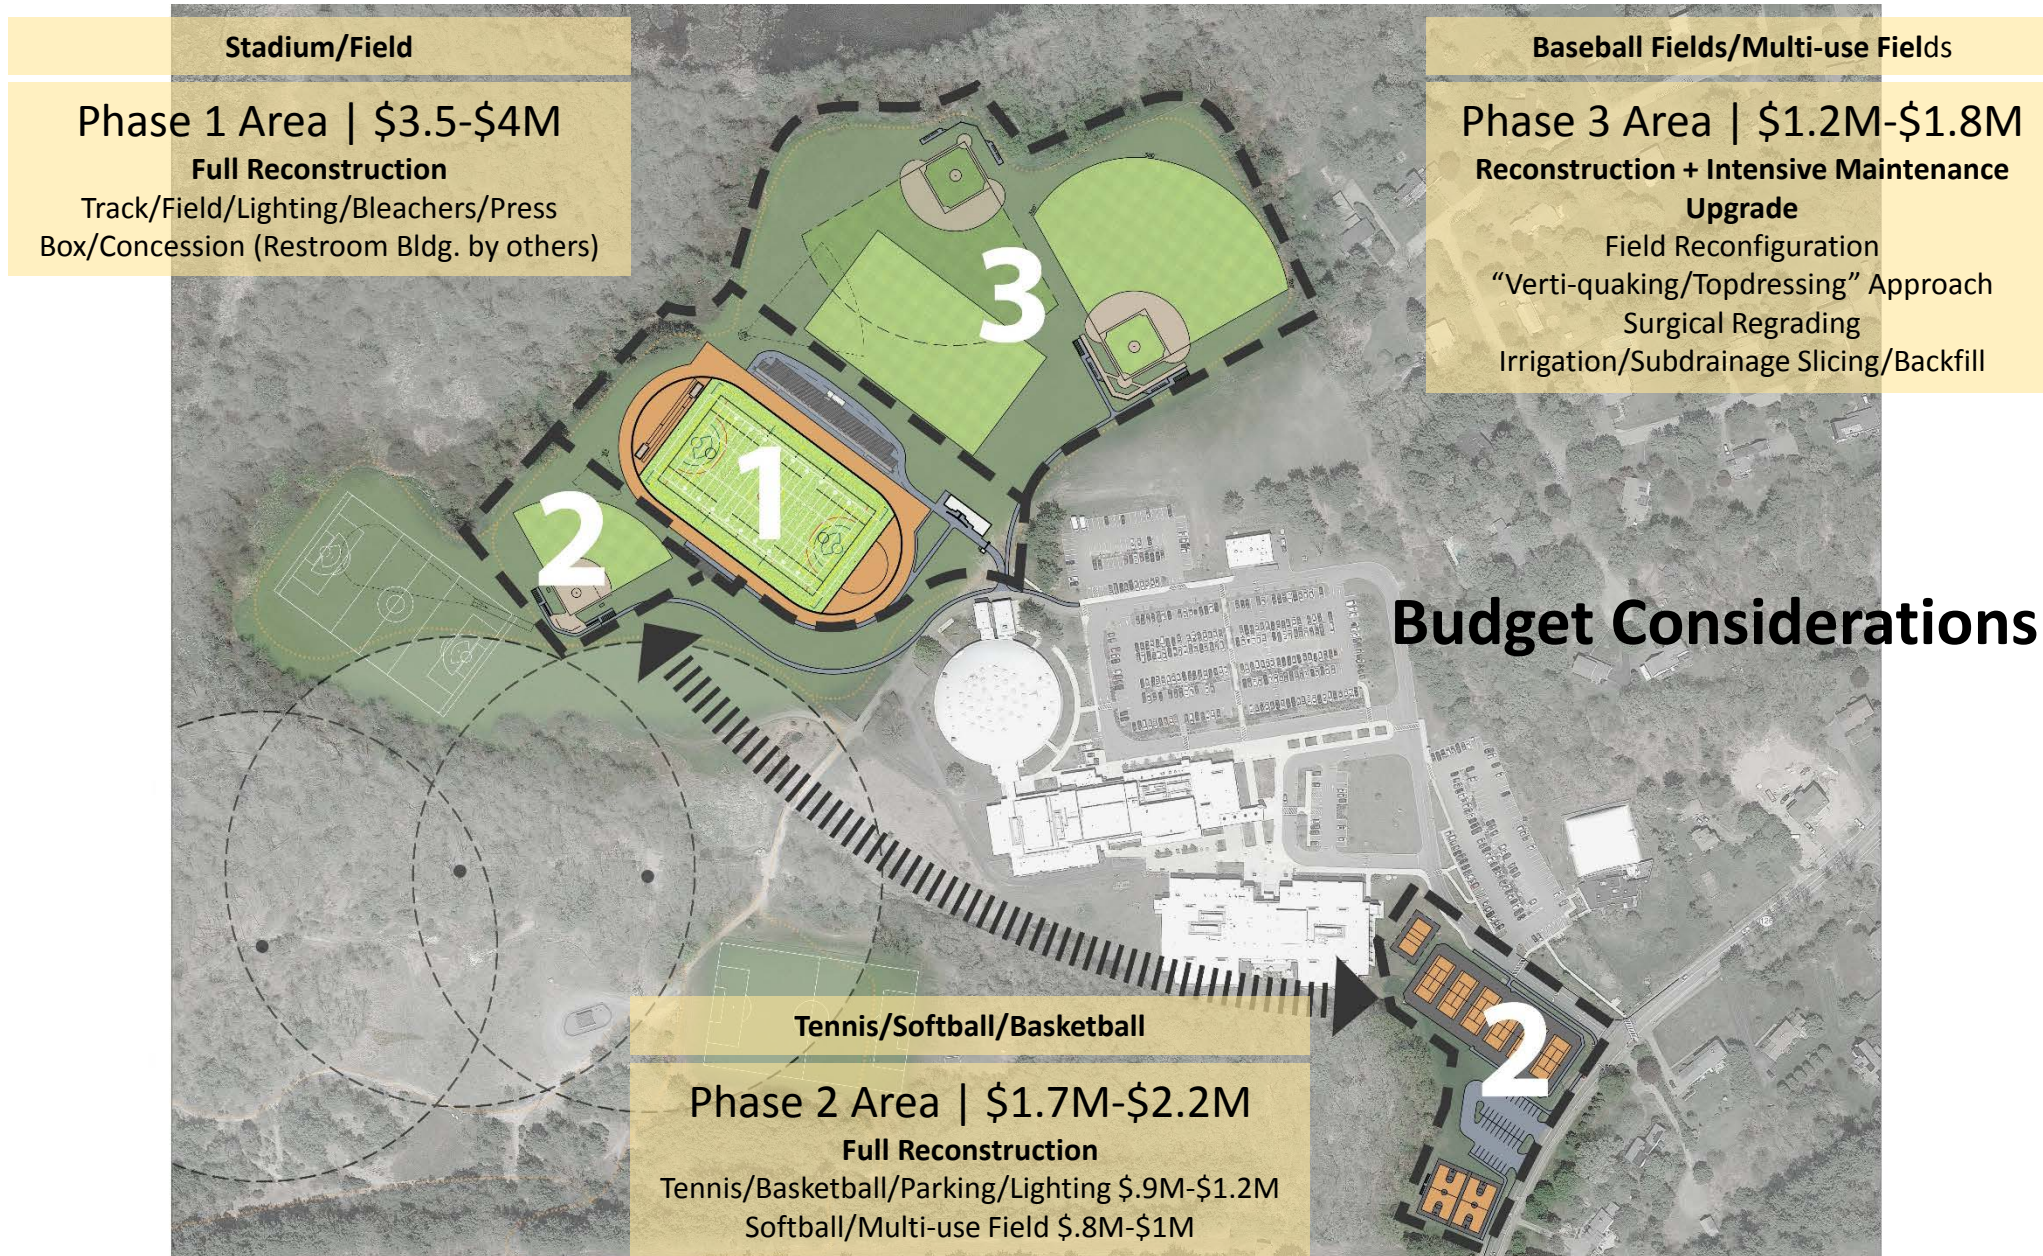 Stadium/Field
Phase 1 Area | $3.5-$4M
Full Reconstruction
Track/Field/Lighting/Bleachers/Press
Box/Concession (Restroom Bldg. by others)
Baseball Fields/Multi-use Fields
Phase 3 Area | $1.2M-$1.8M
Reconstruction + Intensive Maintenance
Upgrade
Field Reconfiguration
“Verti-quaking/Topdressing” Approach
Surgical Regrading
Irrigation/Subdrainage Slicing/Backfill
3
1
2
Budget Considerations
2
Tennis/Softball/Basketball
Phase 2 Area | $1.7M-$2.2M
Full Reconstruction
Tennis/Basketball/Parking/Lighting $.9M-$1.2M
Softball/Multi-use Field $.8M-$1M